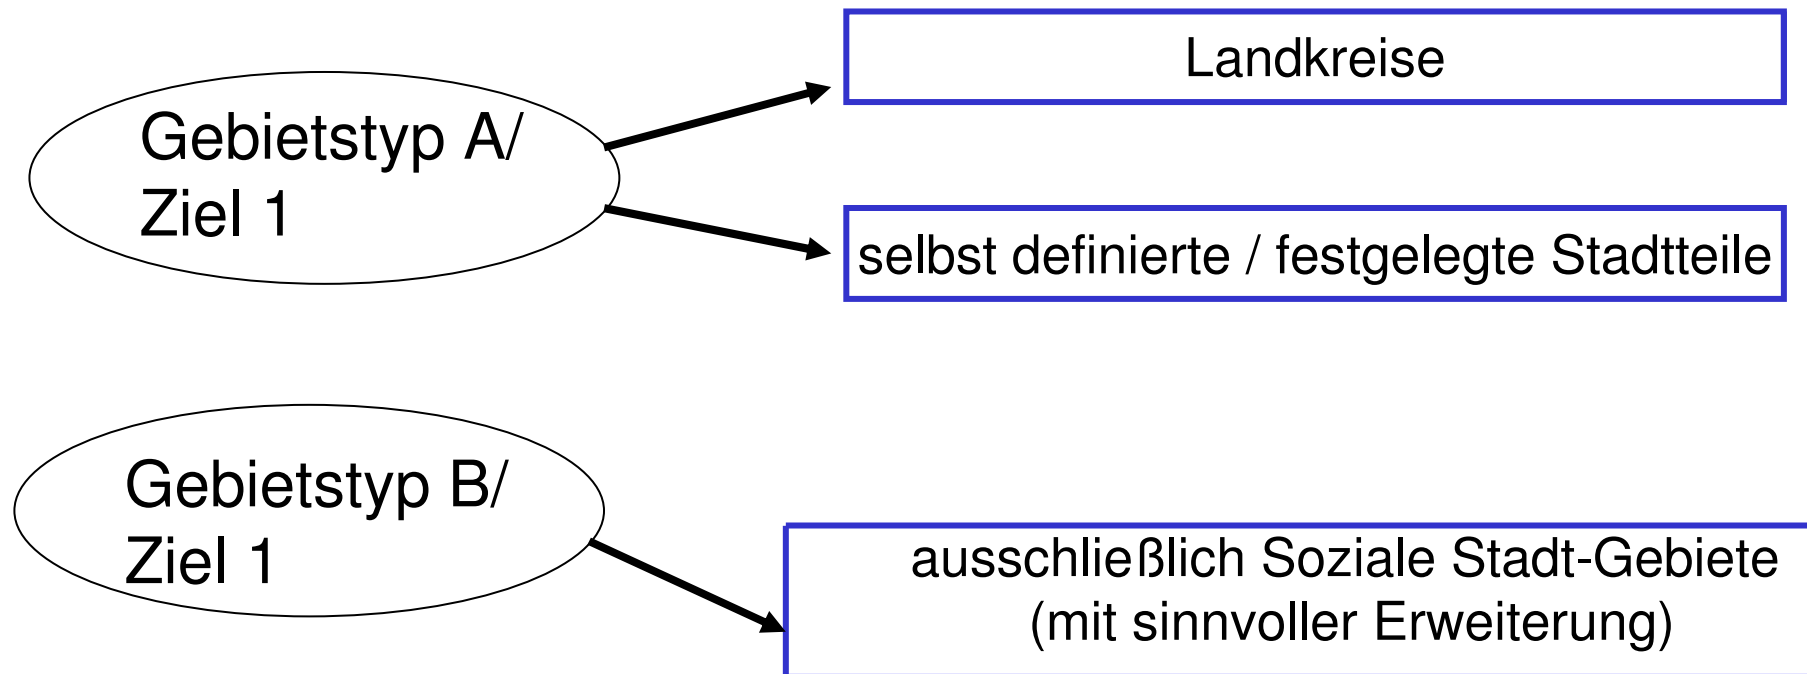 Gebietstyp A/
Ziel 1
Landkreise
selbst definierte / festgelegte Stadtteile
Gebietstyp B/
Ziel 1
ausschließlich Soziale Stadt-Gebiete
(mit sinnvoller Erweiterung)